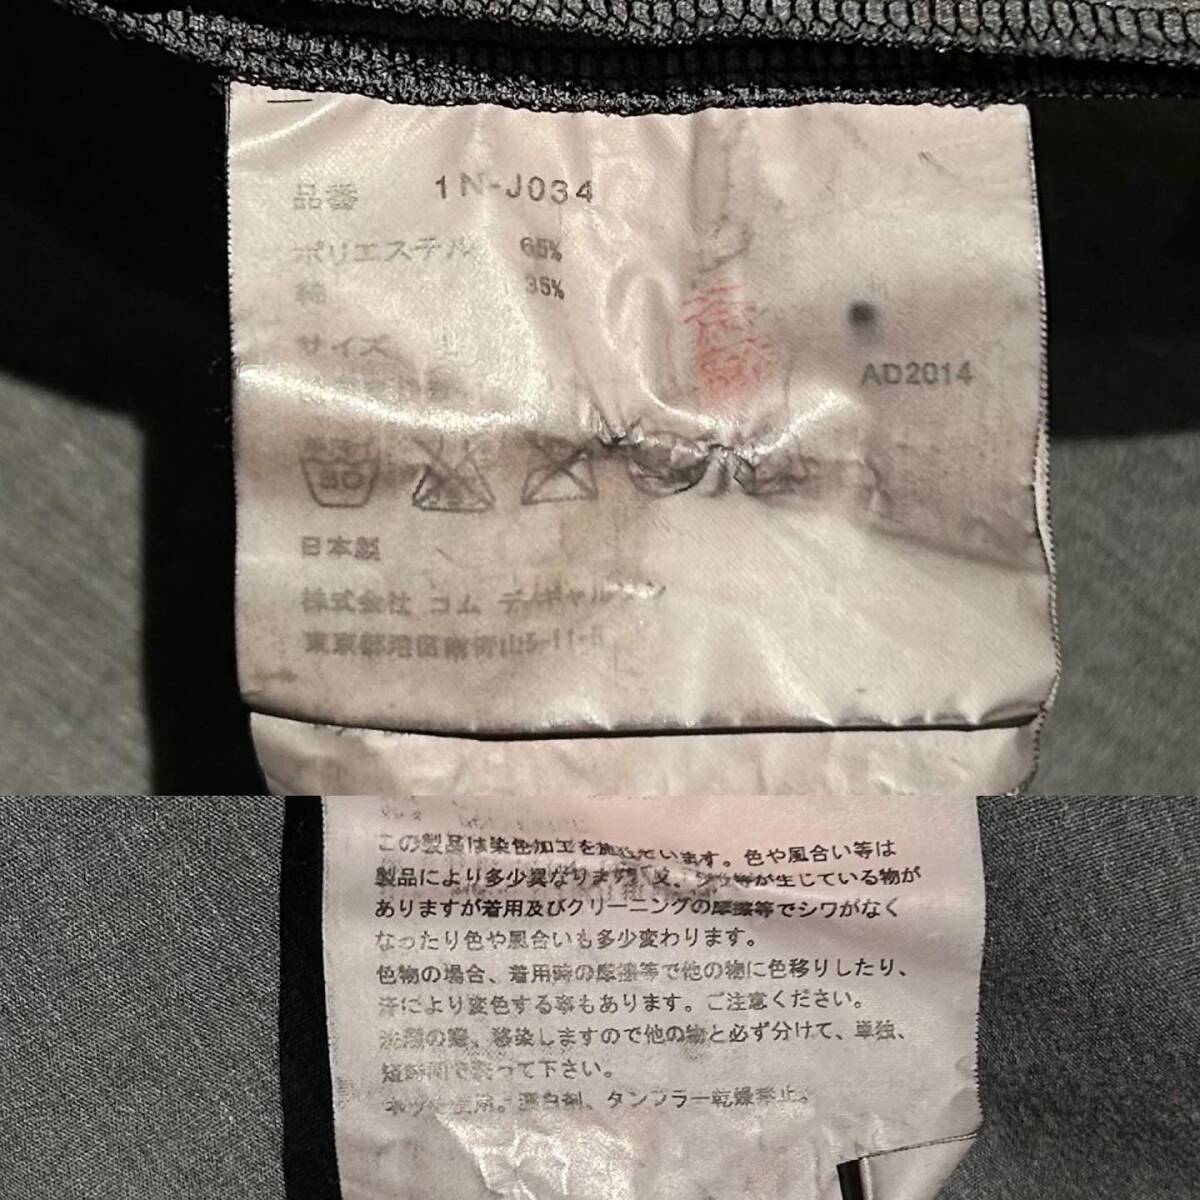 品番 1N-J034
ポリエステル 65%
綿 35%
サイズ
AD2014
30
日本製
株式会社 コム デ ギャルソン
東京都港区南青山5-11-5
この製品は染色加工を施しています。色や風合い等は
製品により多少異なります。又、シワ等が生じている物が
ありますが着用及びクリーニングの摩擦等でシワがなく
なったり色や風合いも多少変わります。
色物の場合、着用時の摩擦等で他の物に色移りしたり、
汗により変色する事もあります。ご注意ください。
洗濯の際、移染しますので他の物と必ず分けて、単独、
短時間で洗って下さい。
ネット使用。漂白剤、タンブラー乾燥禁止。